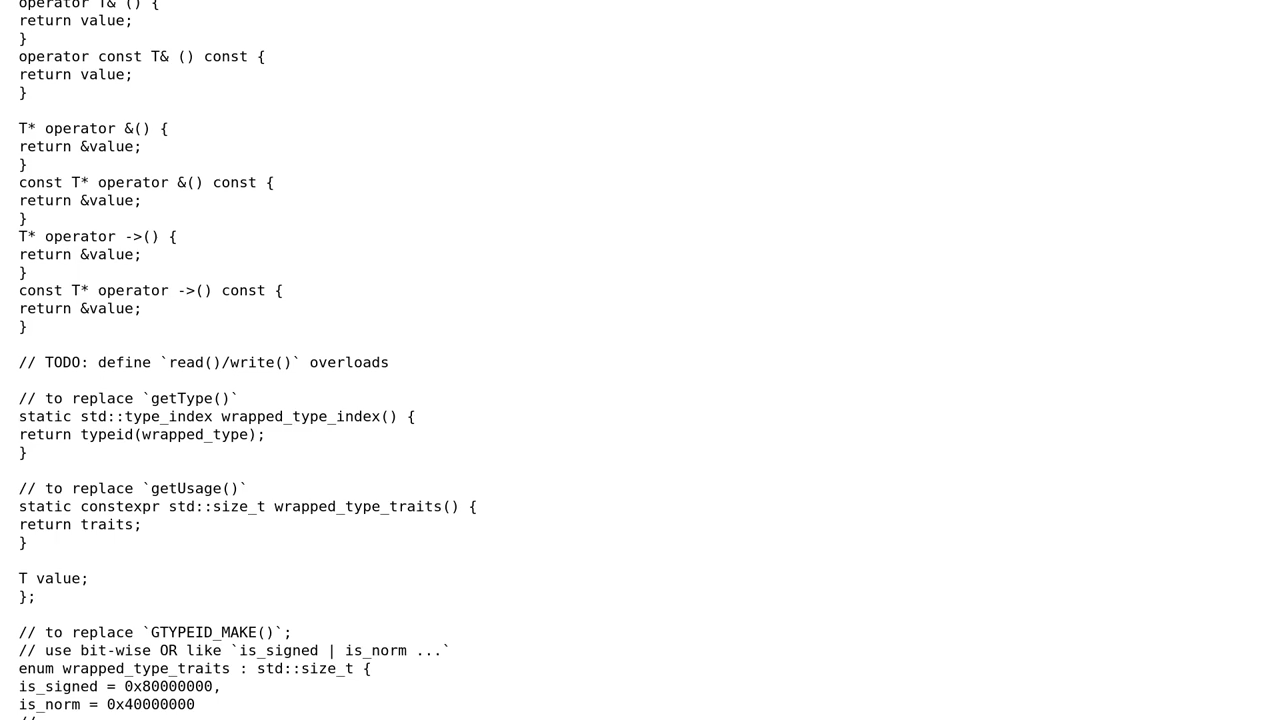 operator T& () {
return value;
}
operator const T& () const {
return value;
}

T* operator &() {
return &value;
}
const T* operator &() const {
return &value;
}
T* operator ->() {
return &value;
}
const T* operator ->() const {
return &value;
}

// TODO: define `read()/write()` overloads

// to replace `getType()`
static std::type_index wrapped_type_index() {
return typeid(wrapped_type);
}

// to replace `getUsage()`
static constexpr std::size_t wrapped_type_traits() {
return traits;
}

T value;
};

// to replace `GTYPEID_MAKE()`;
// use bit-wise OR like `is_signed | is_norm ...`
enum wrapped_type_traits : std::size_t {
is_signed = 0x80000000,
is_norm = 0x40000000
//